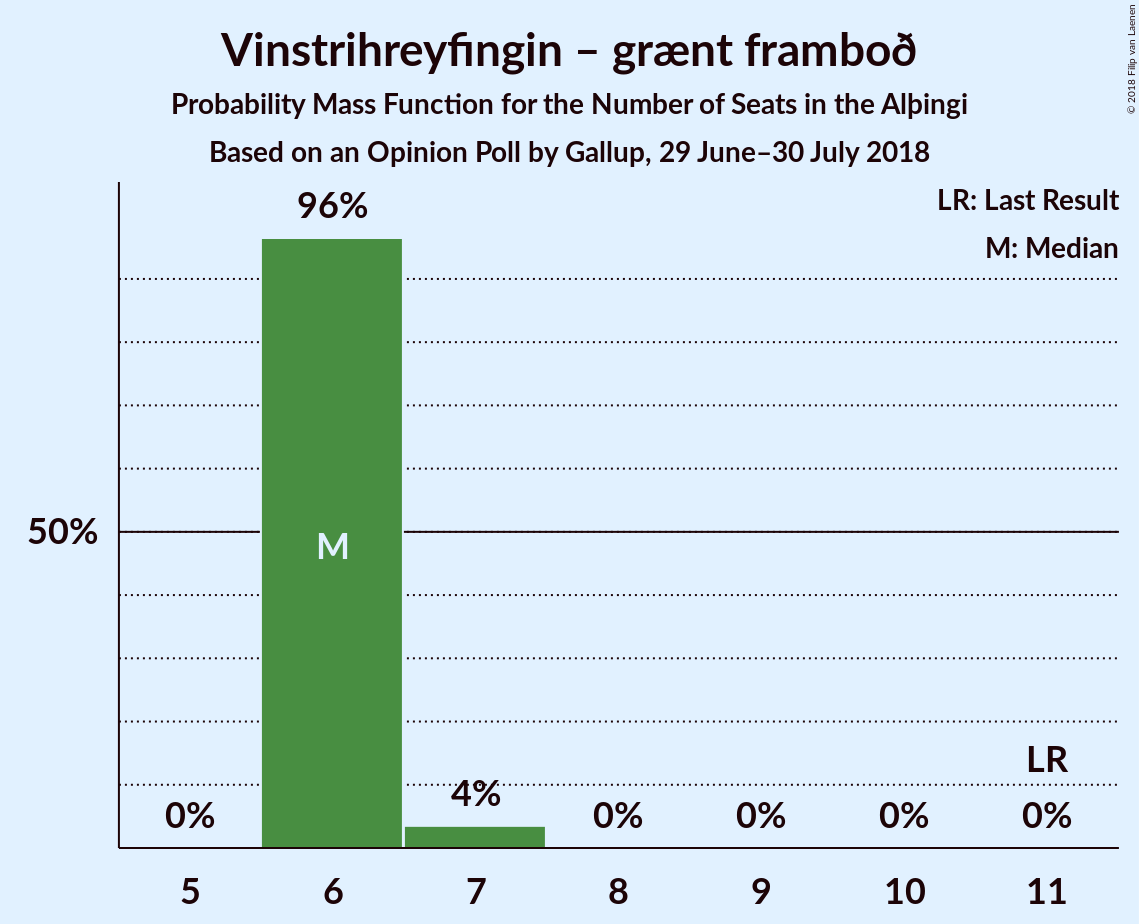 Vinstrihreyfingin – grænt framboð
Probability Mass Function for the Number of Seats in the Alþingi
Based on an Opinion Poll by Gallup, 29 June–30 July 2018
© 2018 Filip van Laenen
LR: Last Result
M: Median
96%
50%
M
LR
0%
4%
0%
0%
0%
0%
5
6
7
8
9
10
11